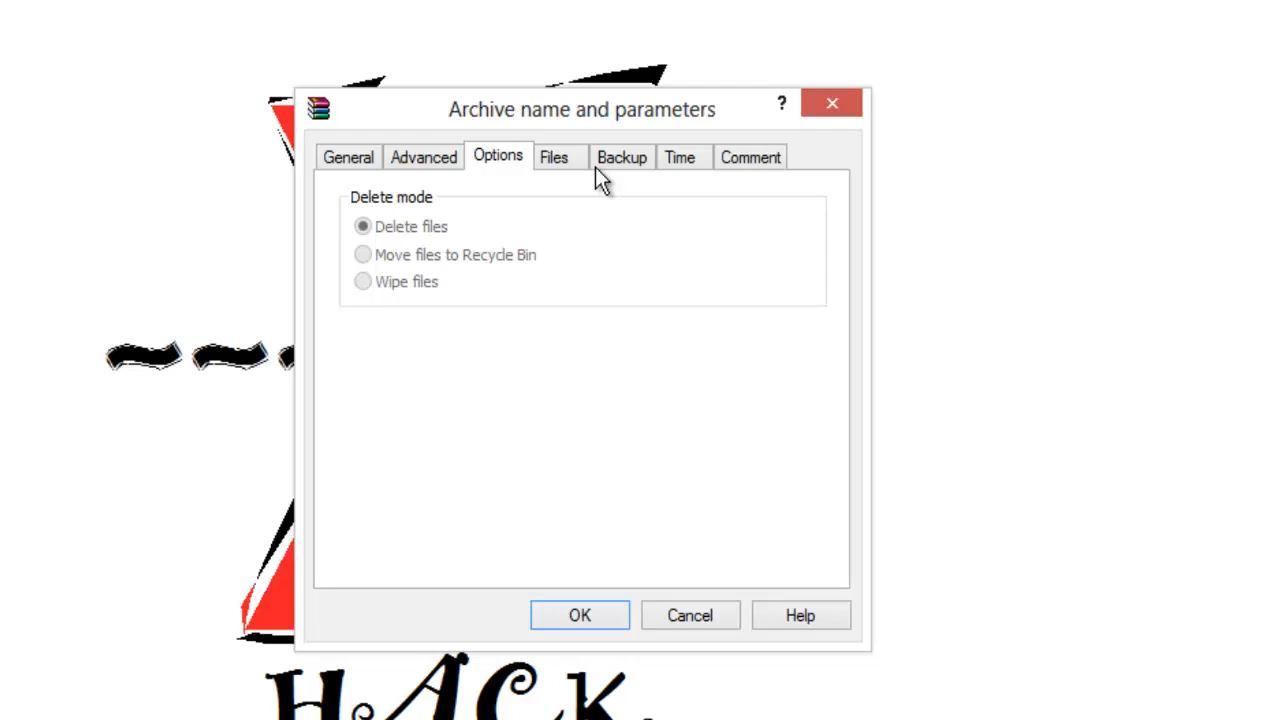 Archive name and parameters
?
General Advanced Options Files Backup Time Comment
Delete mode
Delete files
Move files to Recycle Bin
Wipe files
~~
OK Cancel Help
HACK